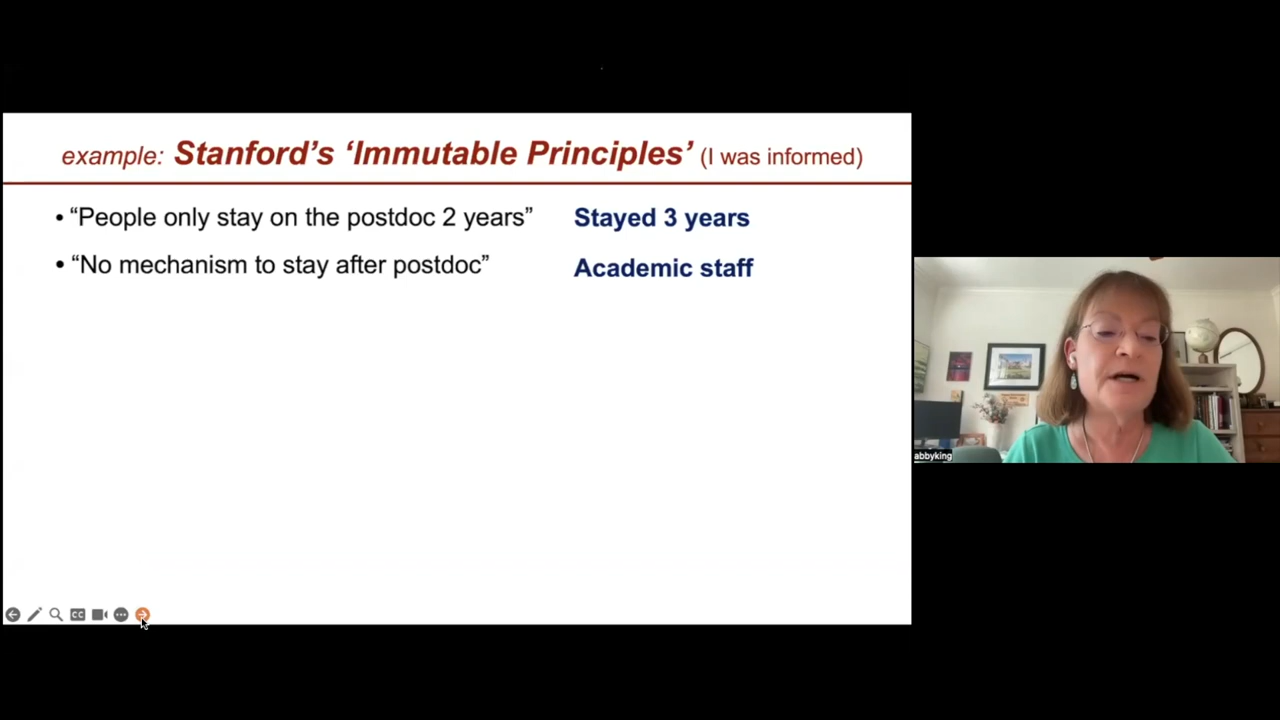 example: Stanford's ‘Immutable Principles’ (I was informed)
• “People only stay on the postdoc 2 years” Stayed 3 years
• “No mechanism to stay after postdoc” Academic staff
CC
abbyking